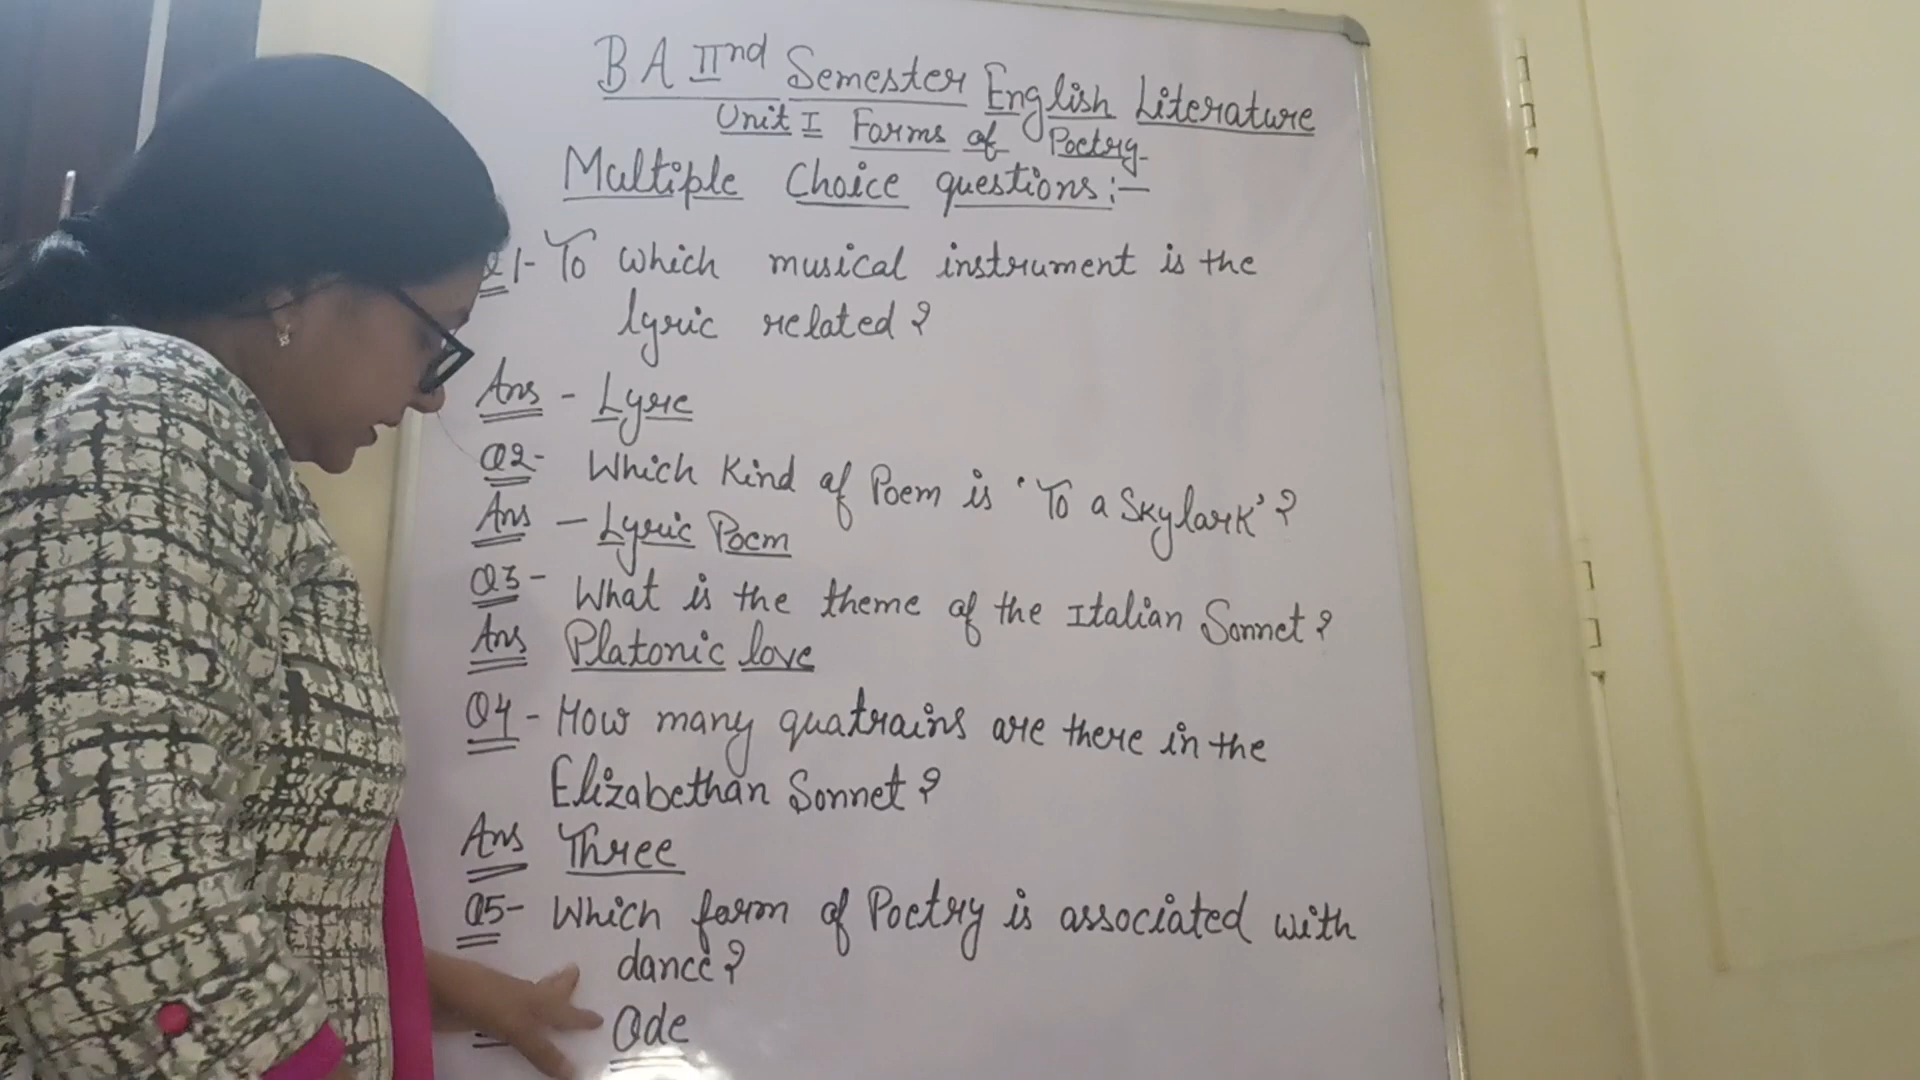 BA IInd Semester English Literature
Unit I Forms of Poetry
Multiple Choice questions:-
Q1- To which musical instrument is the
lyric related?
Ans - Lyre
Q2- Which Kind of Poem is 'To a Skylark'?
Ans - Lyric Poem
Q3- What is the theme of the Italian Sonnet?
Ans Platonic love
Q4- How many quatrains are there in the
Elizabethan Sonnet?
Ans Three
Q5- Which form of Poetry is associated with
dance?
Ode